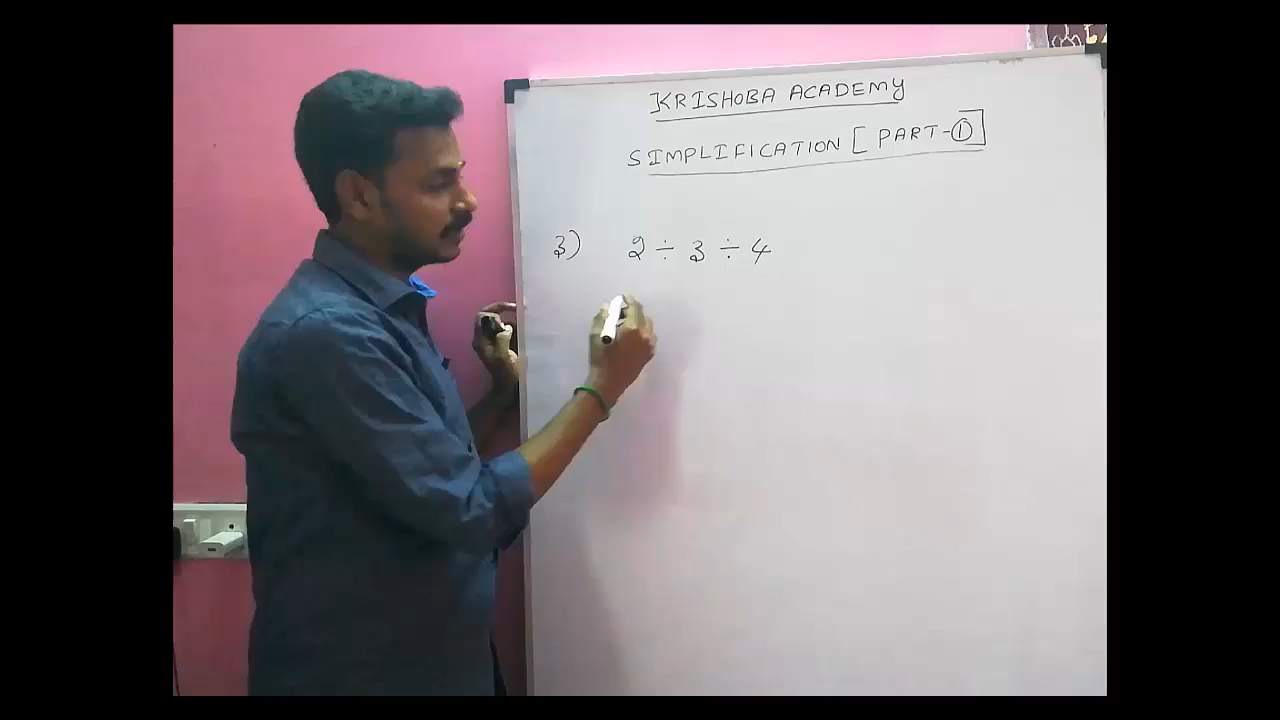 KRISHOBA ACADEMY
SIMPLIFICATION [PART-①]
3) 2 ÷ 3 ÷ 4